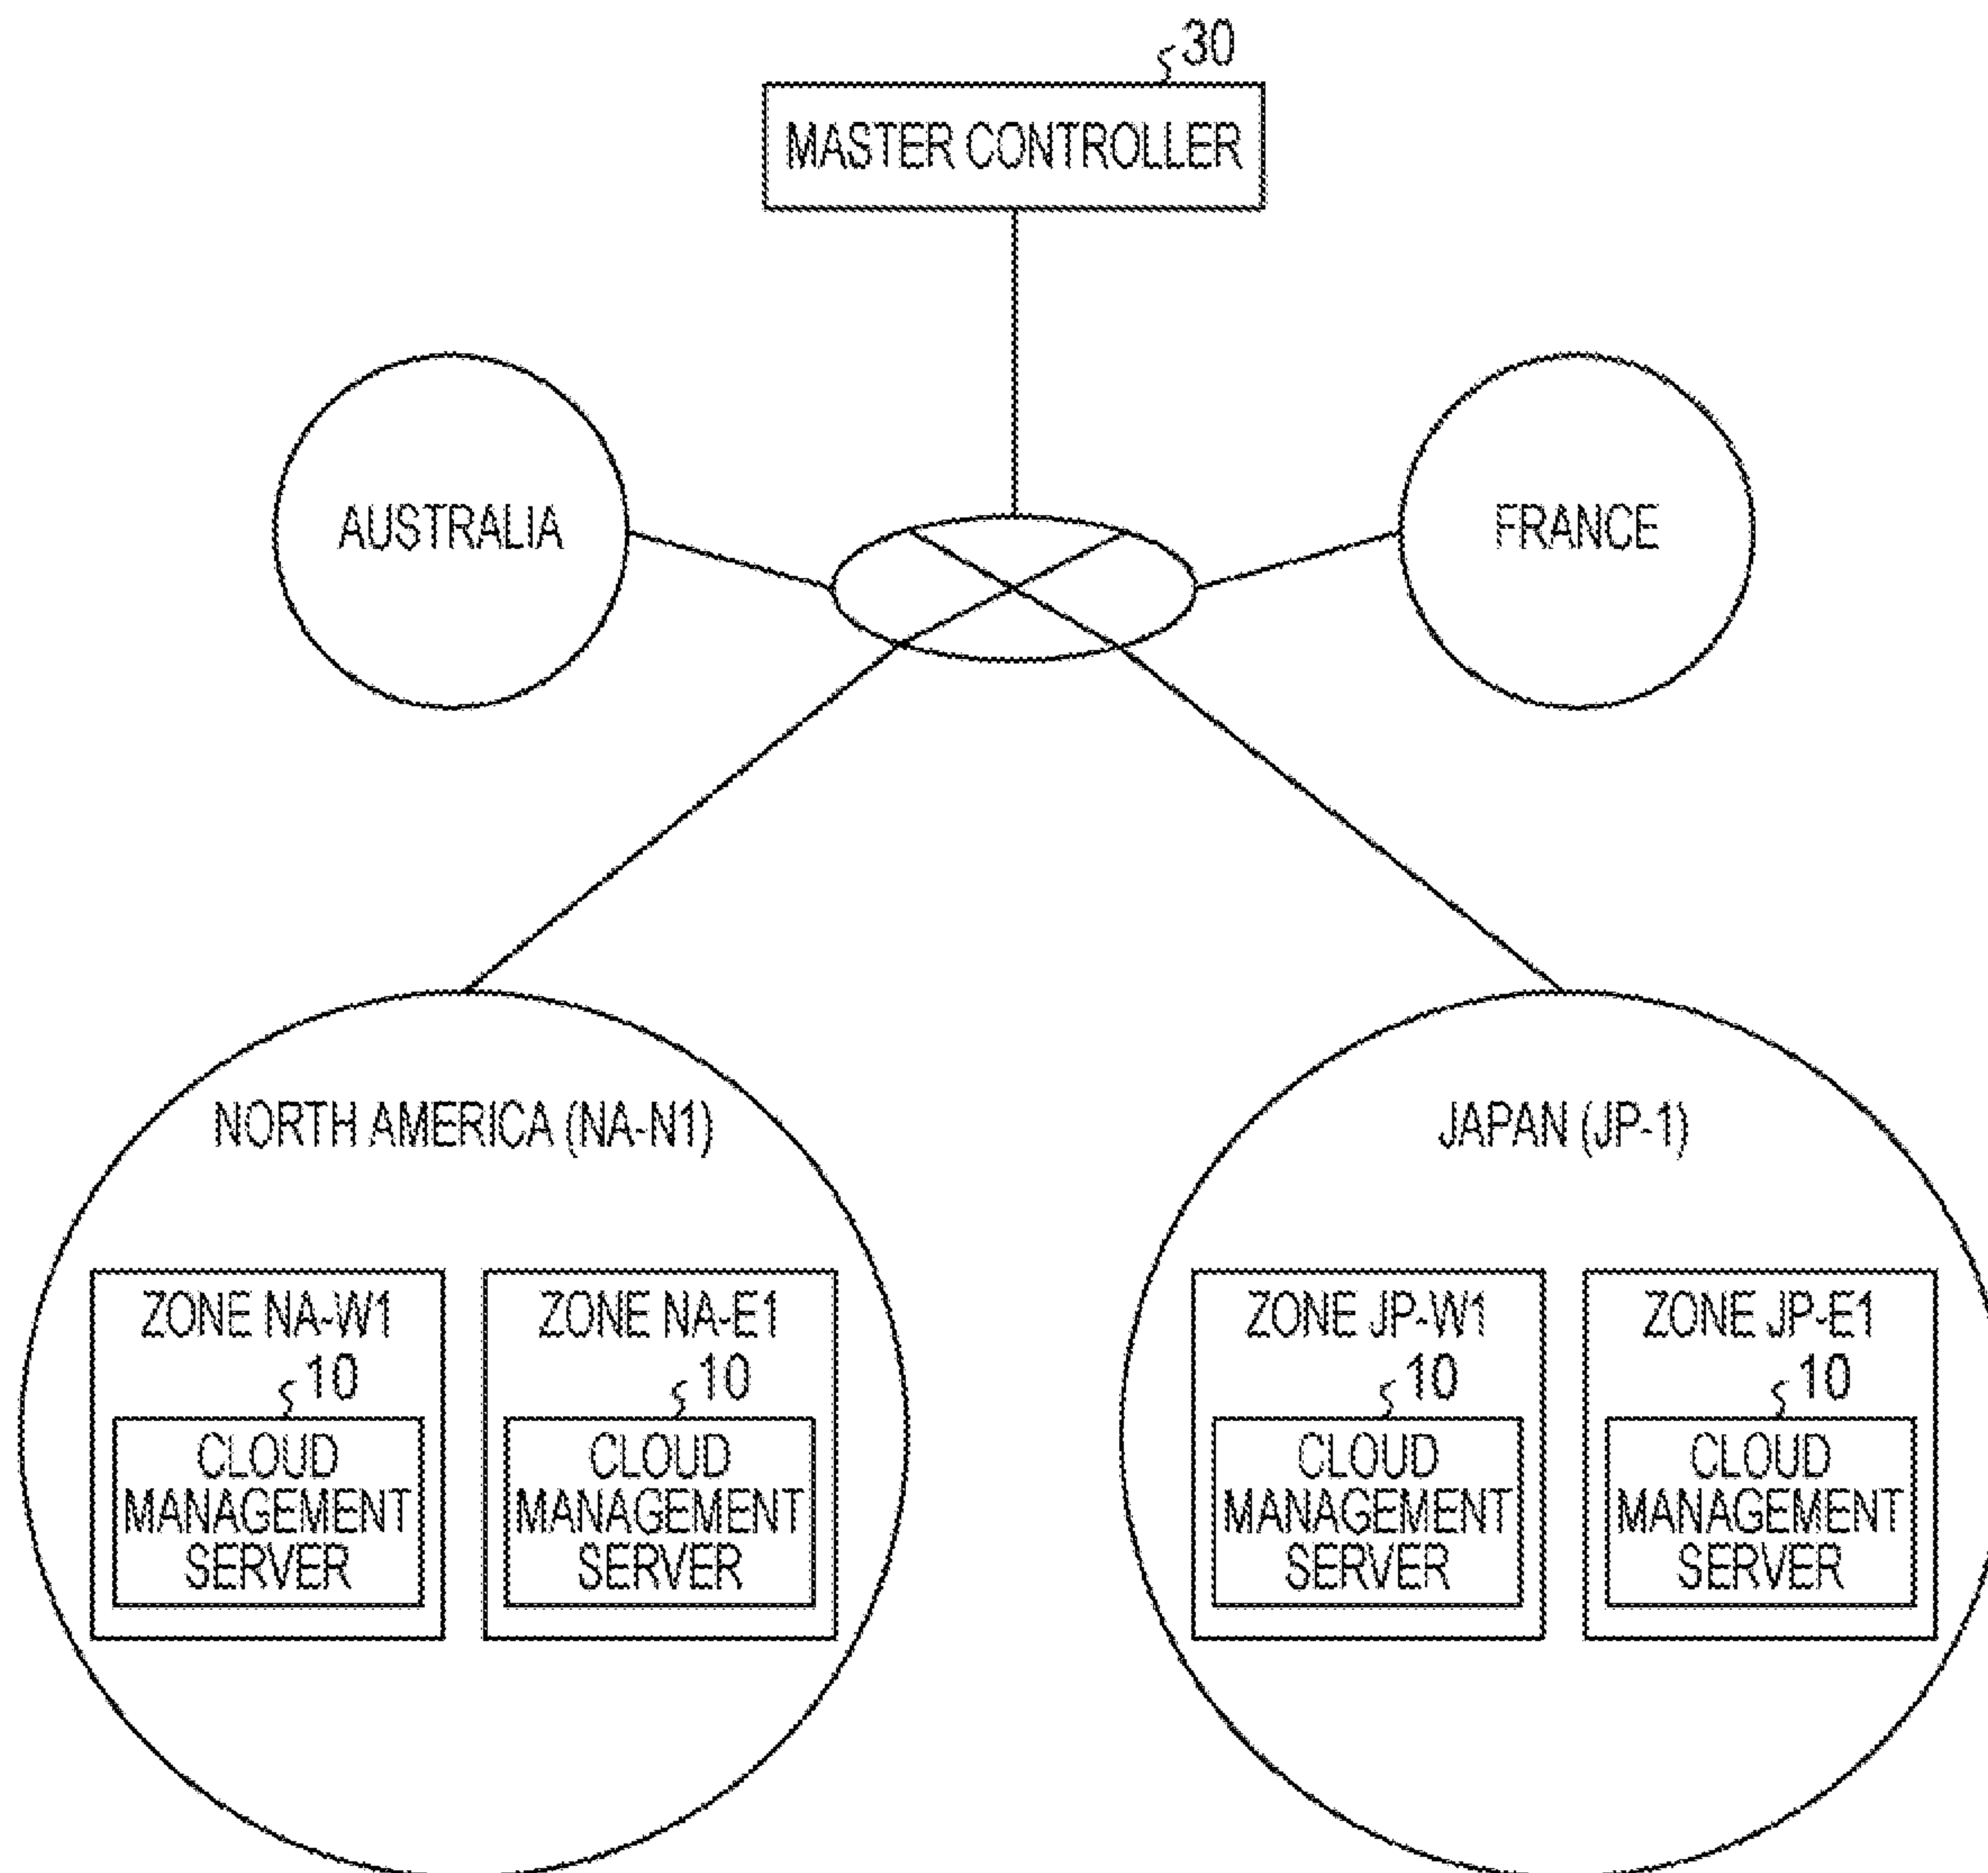 30
MASTER CONTROLLER
AUSTRALIA
FRANCE
NORTH AMERICA (NA-N1)
ZONE NA-W1
10
CLOUD
MANAGEMENT
SERVER
ZONE NA-E1
10
CLOUD
MANAGEMENT
SERVER
JAPAN (JP-1)
ZONE JP-W1
10
CLOUD
MANAGEMENT
SERVER
ZONE JP-E1
10
CLOUD
MANAGEMENT
SERVER